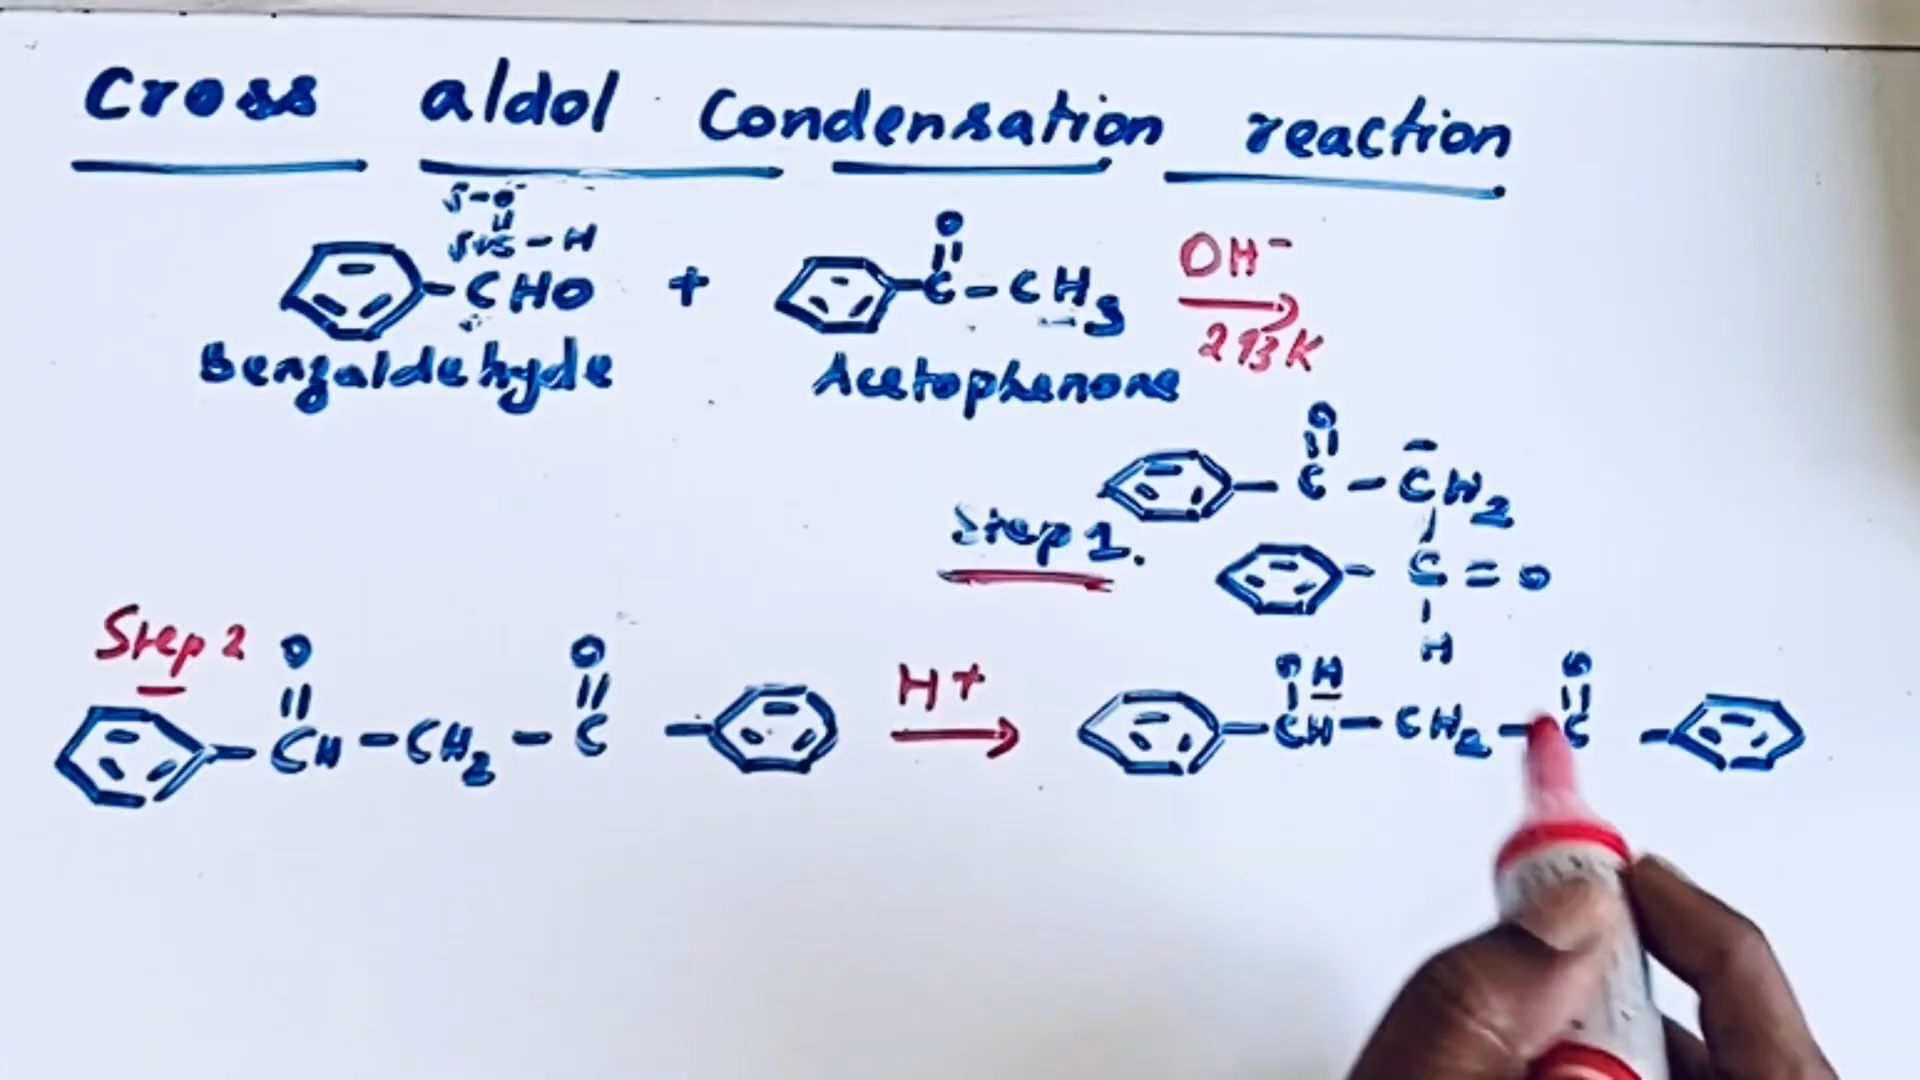 Cross aldol Condensation reaction
δ- O
δ+ C - H
CHO + C - CH3 OH-
O
293K
Benzaldehyde Acetophenone
O
C - CH2
Step 1.
C = O
H
Step 2
O O H+ OH O
CH - CH2 - C CH - CH2 - C